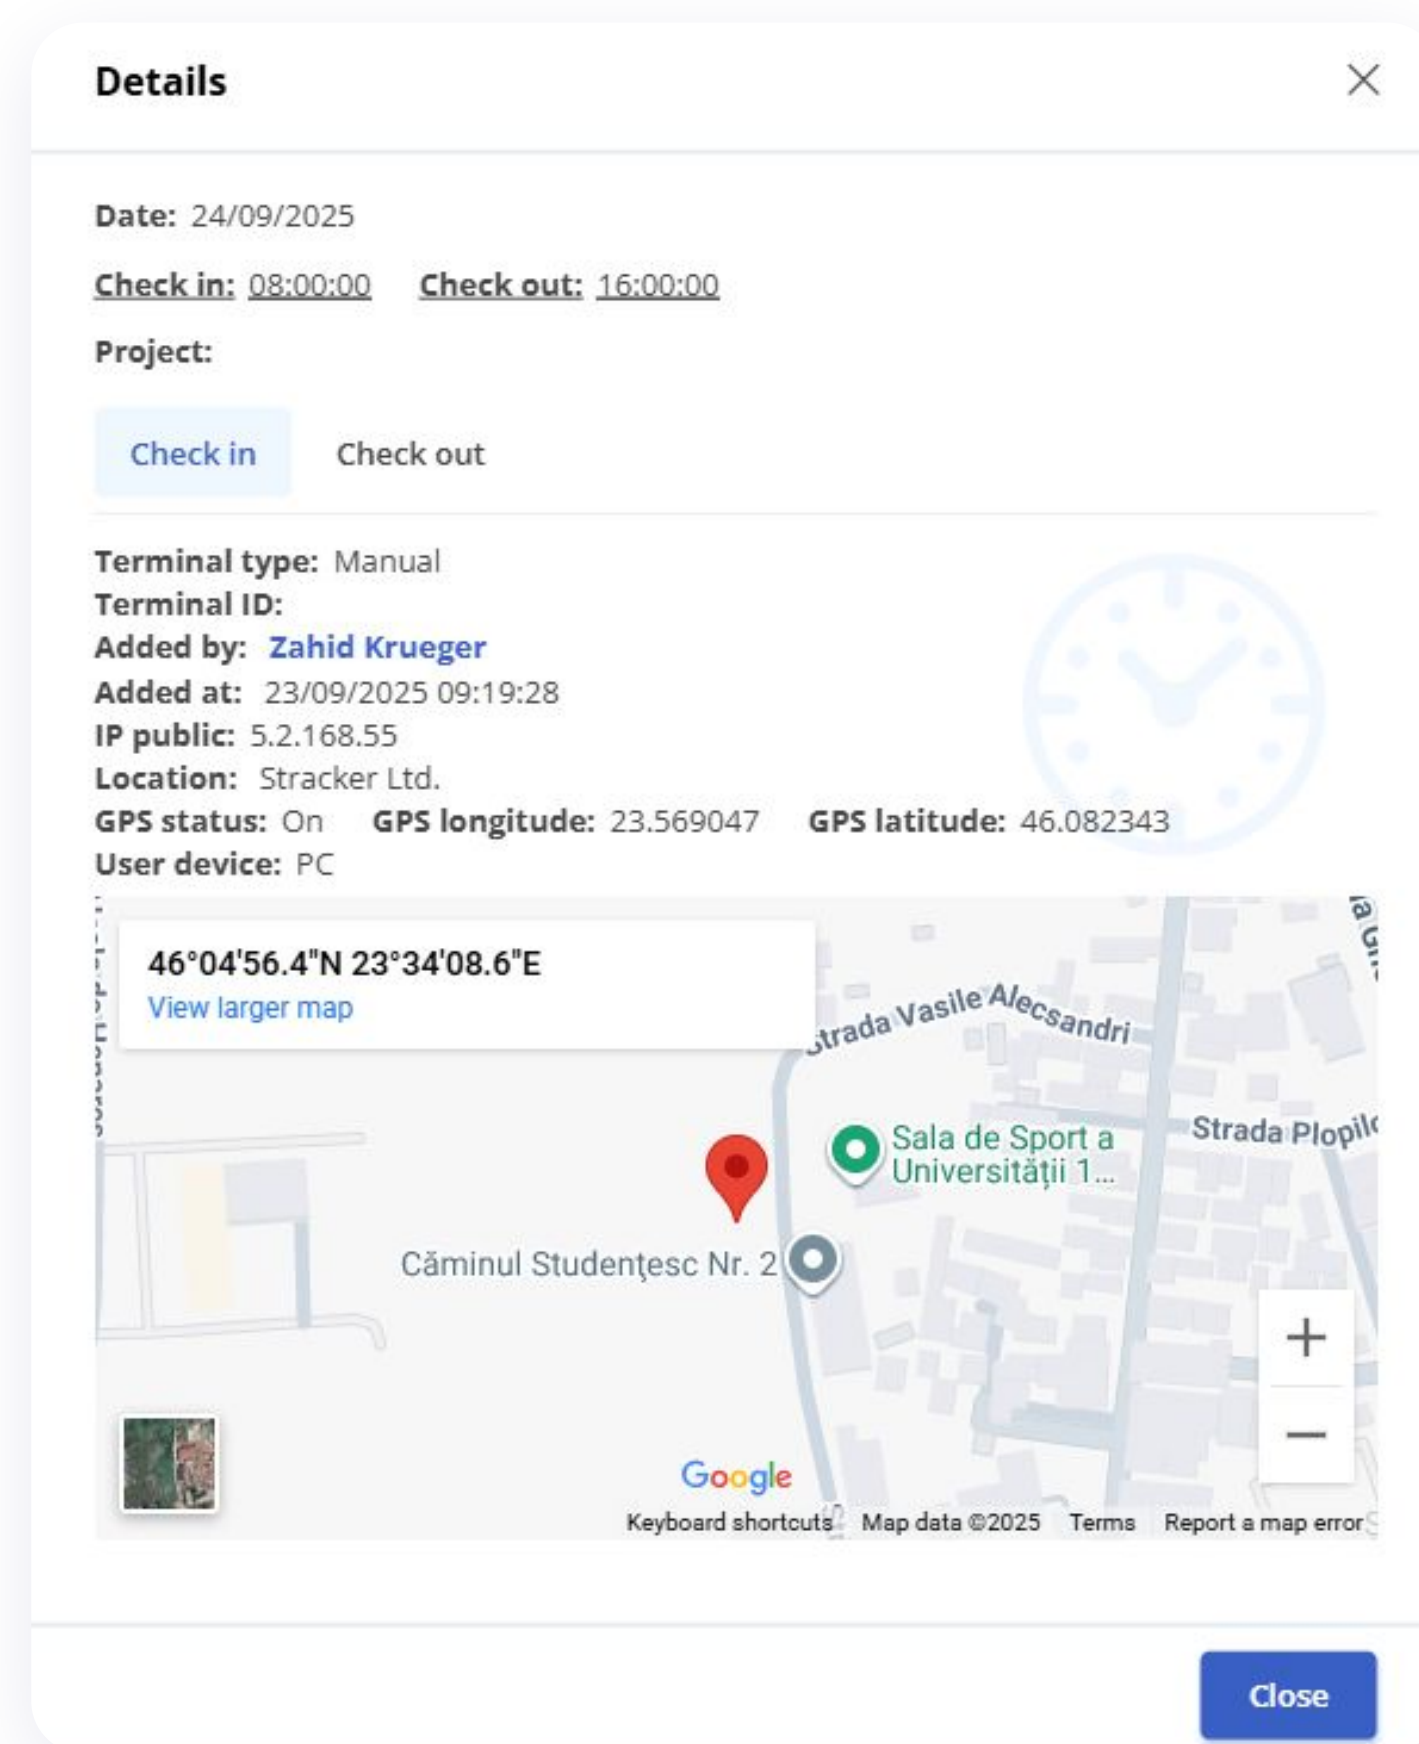 Details
Date: 24/09/2025
Check in: 08:00:00 Check out: 16:00:00
Project:
Check in Check out
Terminal type: Manual
Terminal ID:
Added by: Zahid Krueger
Added at: 23/09/2025 09:19:28
IP public: 5.2.168.55
Location: Stracker Ltd.
GPS status: On GPS longitude: 23.569047 GPS latitude: 46.082343
User device: PC
46°04'56.4"N 23°34'08.6"E
View larger map
Strada Vasile Alecsandri
Strada Plopilo
Sala de Sport a
Universității 1...
Căminul Studențesc Nr. 2
Google
Keyboard shortcuts Map data ©2025 Terms Report a map error
Close